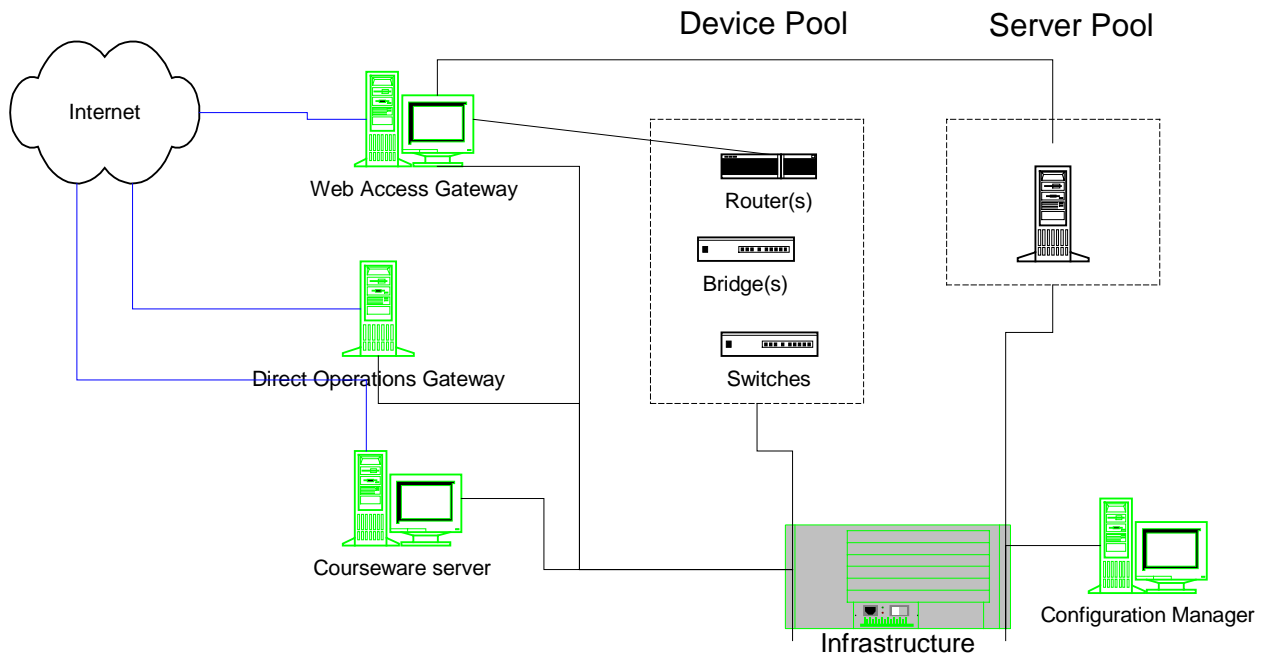 Device Pool
Server Pool
Internet
Web Access Gateway
Router(s)
Bridge(s)
Direct Operations Gateway
Switches
Courseware server
Configuration Manager
Infrastructure